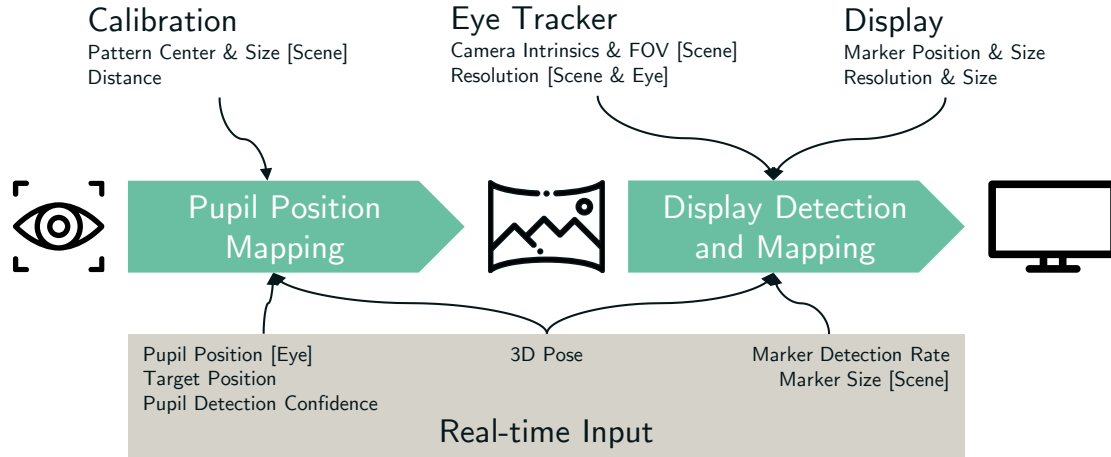 Calibration
Pattern Center & Size [Scene]
Distance
Eye Tracker
Camera Intrinsics & FOV [Scene]
Resolution [Scene & Eye]
Display
Marker Position & Size
Resolution & Size
Pupil Position
Mapping
Display Detection
and Mapping
Pupil Position [Eye]
Target Position
Pupil Detection Confidence
3D Pose
Marker Detection Rate
Marker Size [Scene]
Real-time Input